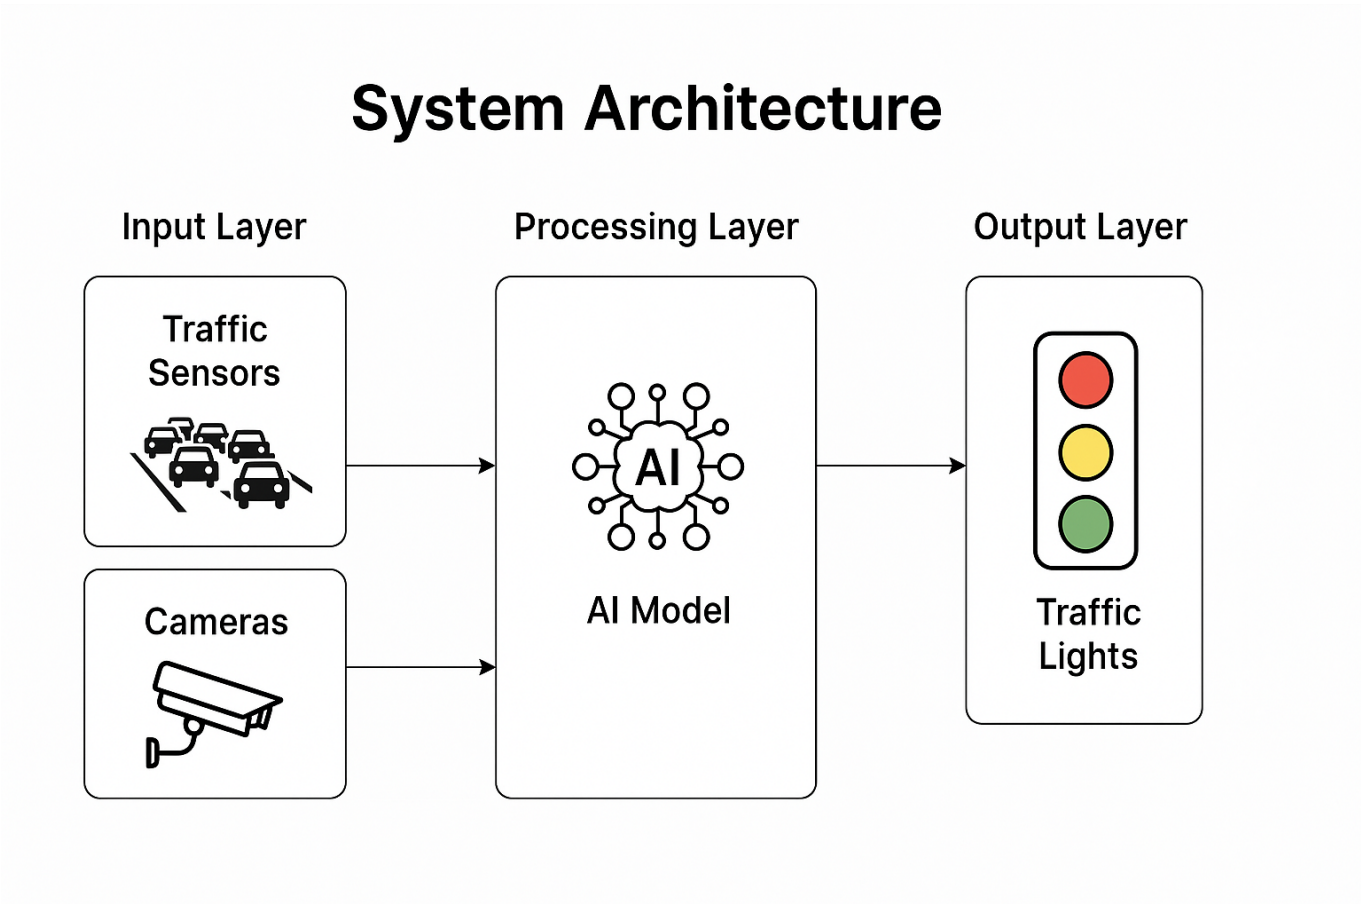 System Architecture
Input Layer
Processing Layer
Output Layer
Traffic
Sensors
Cameras
AI
AI Model
Traffic
Lights